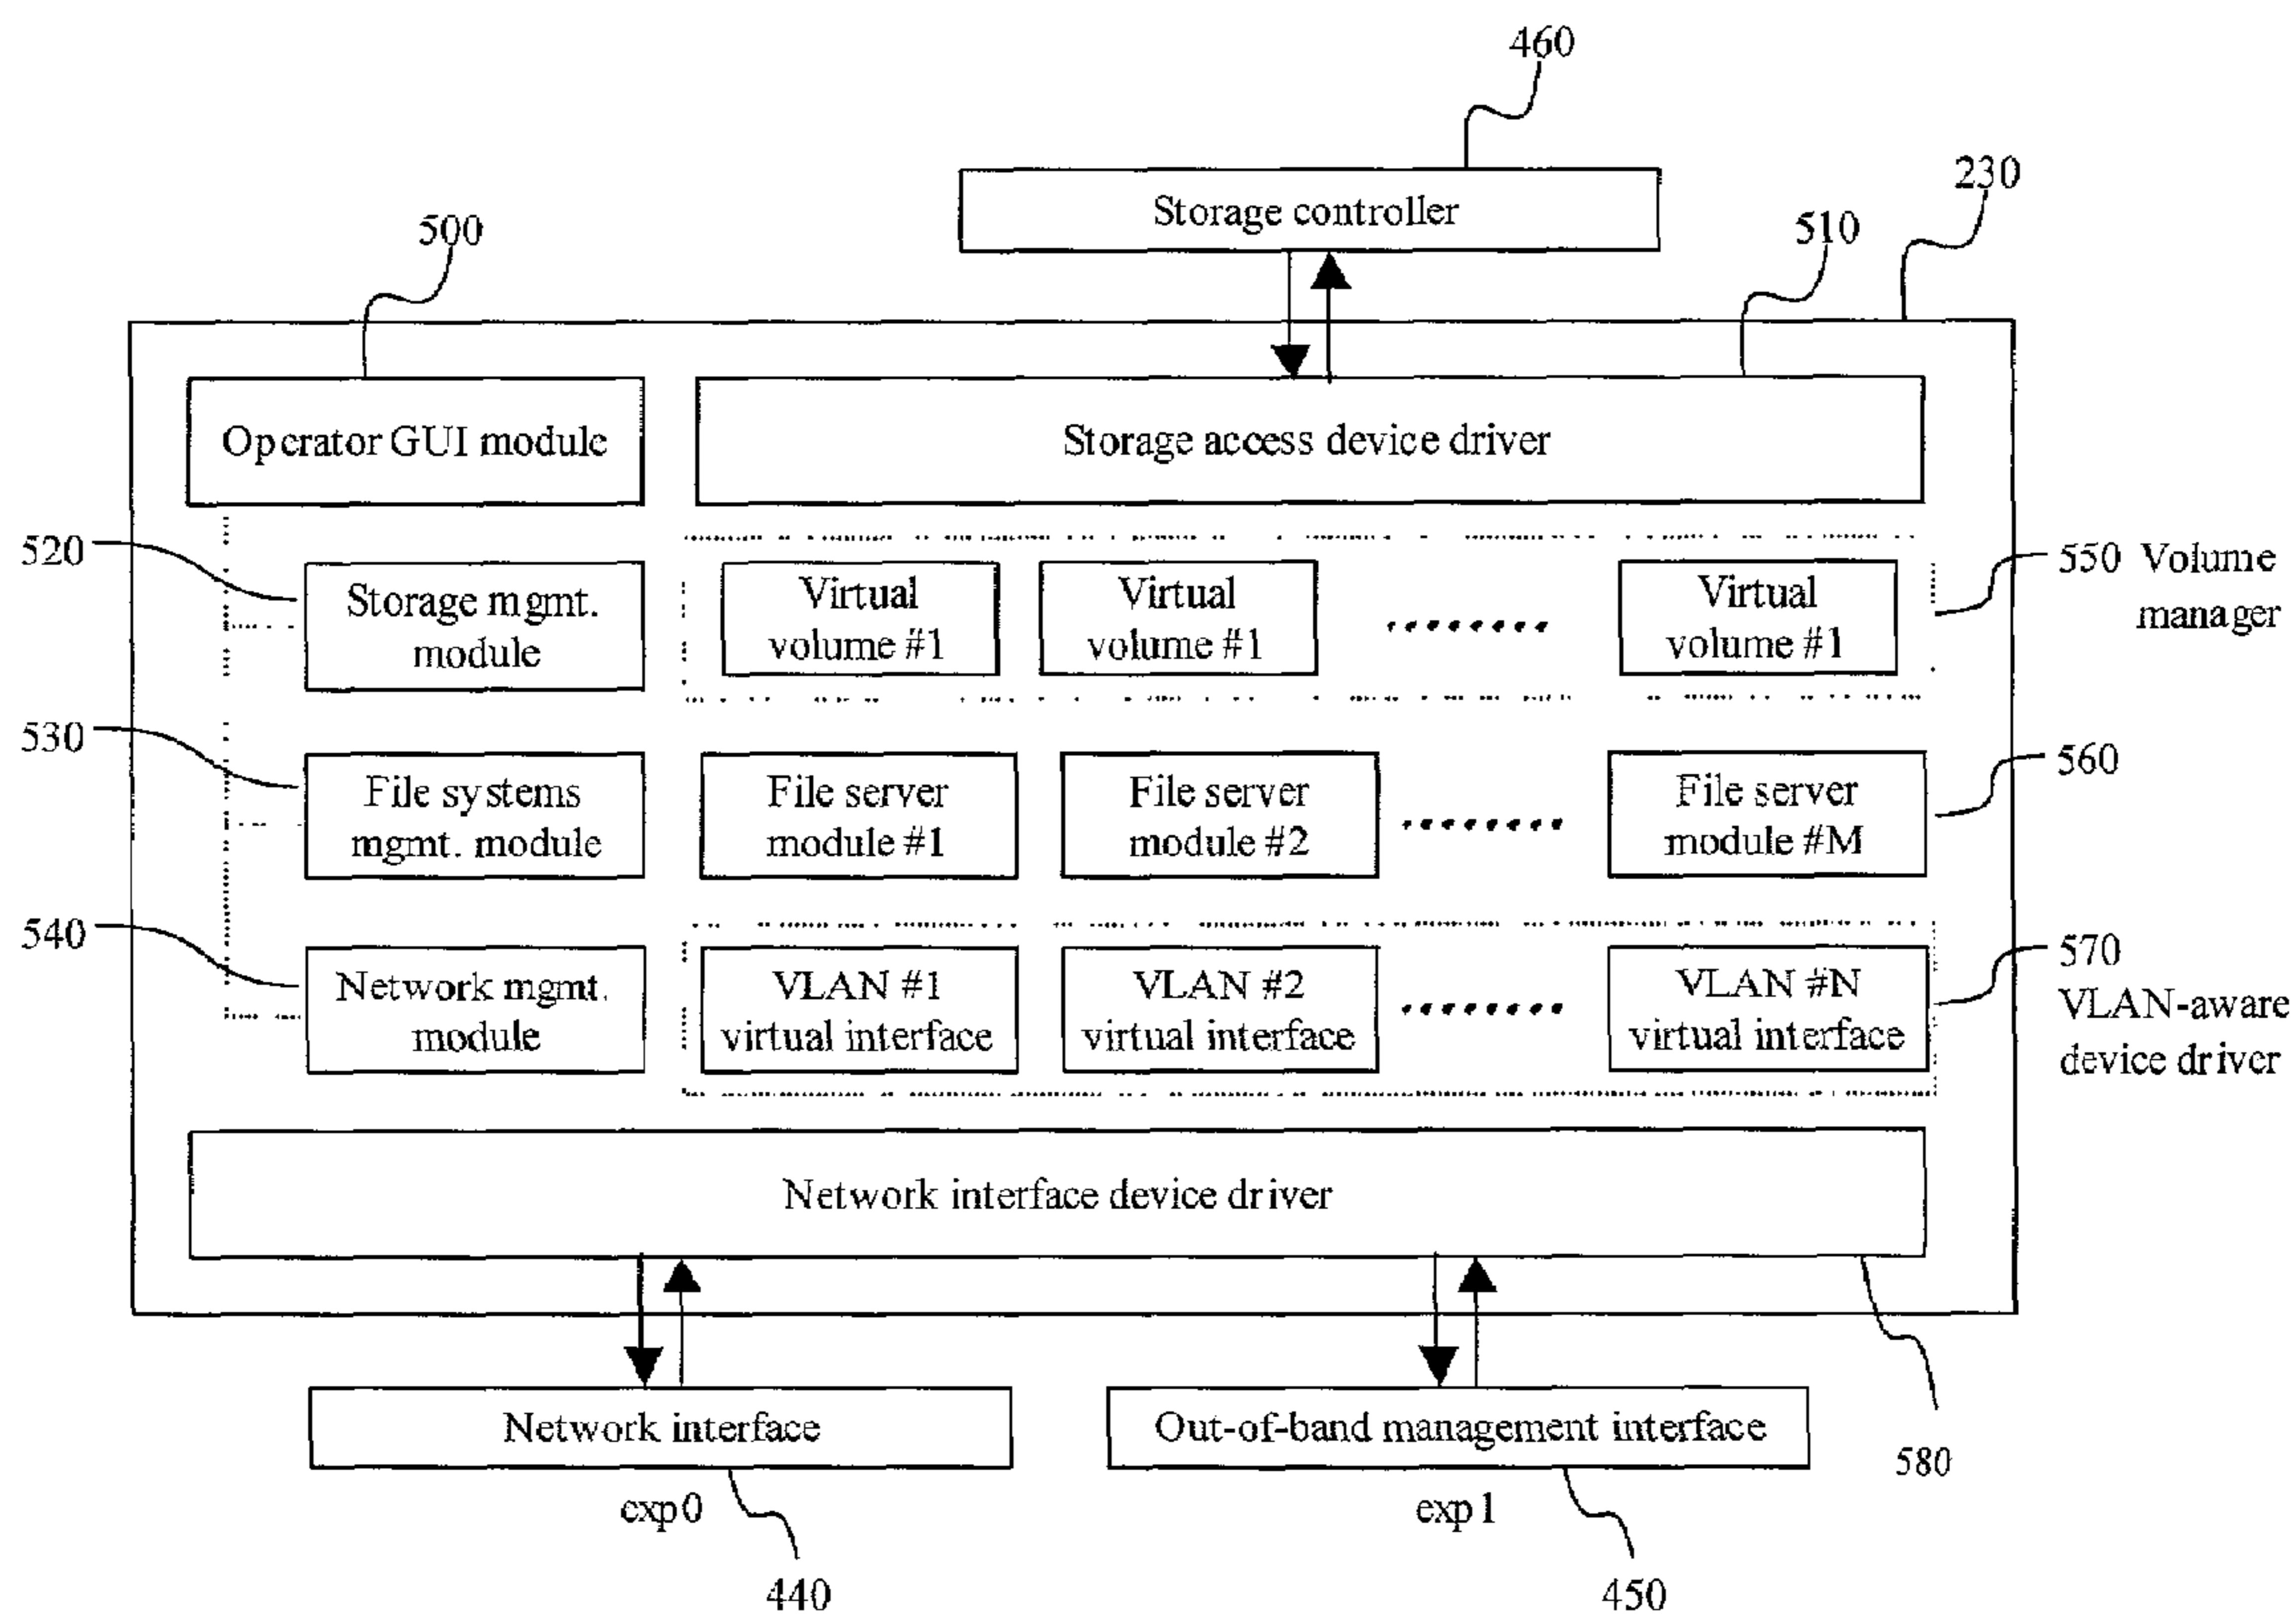 460
Storage controller
230
500
510
Operator GUI module
Storage access device driver
520
Storage mgmt.
module
Virtual
volume #1
Virtual
volume #1
Virtual
volume #1
550 Volume
manager
530
File systems
mgmt. module
File server
module #1
File server
module #2
File server
module #M
560
540
Network mgmt.
module
VLAN #1
virtual interface
VLAN #2
virtual interface
VLAN #N
virtual interface
570
VLAN-aware
device driver
Network interface device driver
580
Network interface
Out-of-band management interface
exp0
exp1
440
450